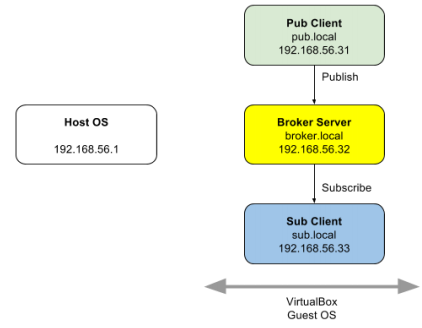 Pub Client
pub.local
192.168.56.31
Publish
Host OS
192.168.56.1
Broker Server
broker.local
192.168.56.32
Subscribe
Sub Client
sub.local
192.168.56.33
VirtualBox
Guest OS